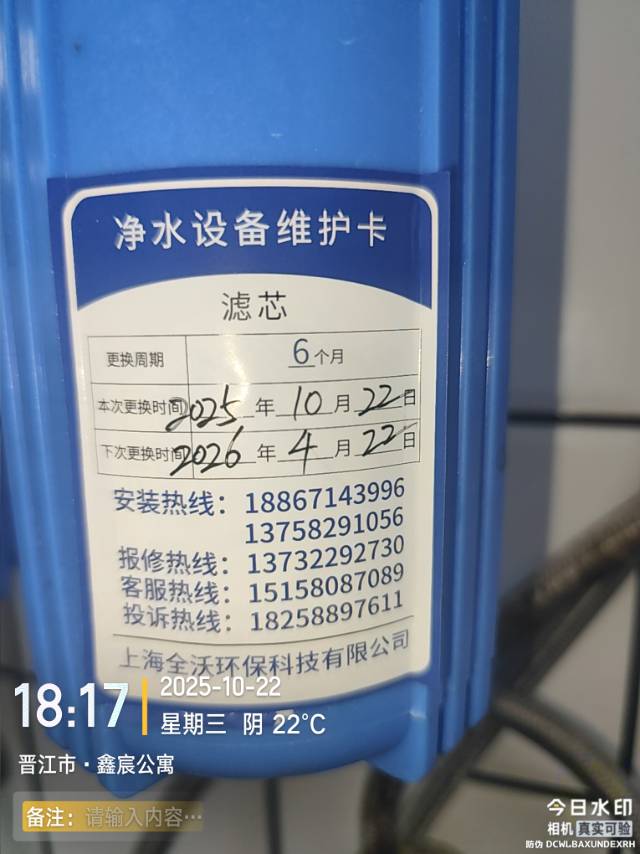 净水设备维护卡
滤芯
更换周期 6个月
本次更换时间 2025 年 10 月 22 日
下次更换时间 2026 年 4 月 22 日
安装热线：18867143996
13758291056
报修热线：13732292730
客服热线：15158087089
投诉热线：18258897611
上海全沃环保科技有限公司
18:17
2025-10-22
星期三 阴 22℃
晋江市·鑫宸公寓
备注：请输入内容···
今日水印
相机 真实可验
防伪 DCWLBAXUNDEXRH